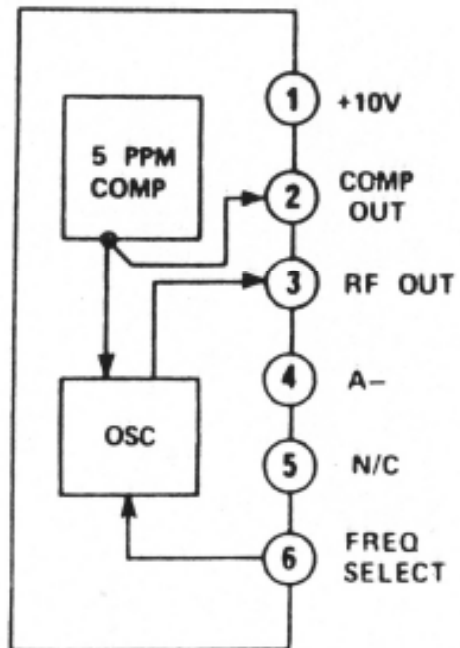 5 PPM
COMP
OSC
1 +10V
2 COMP
OUT
3 RF OUT
4 A–
5 N/C
6 FREQ
SELECT